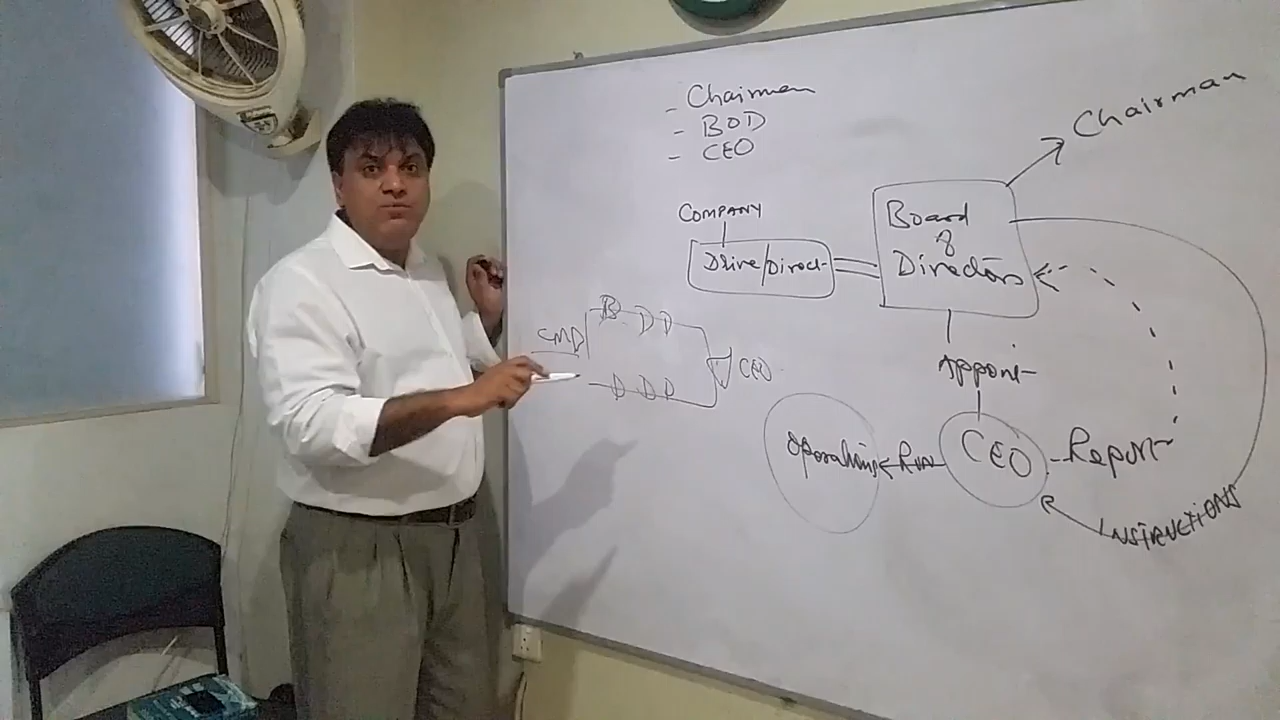 - Chairman
- BOD
- CEO
Chairman
COMPANY
Board
of
Directors
Drive/Direct
CMD
B D D
D D D
CEO
Appoint
Operations
Run
CEO
Report
INSTRUCTIONS